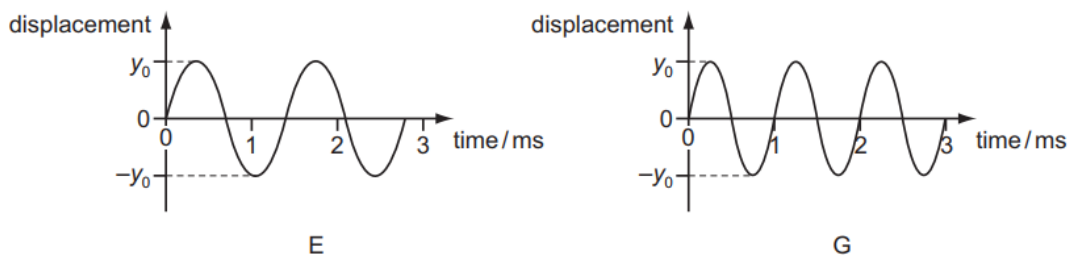 displacement
y₀
0
0
1
2
3
time / ms
–y₀
E
displacement
y₀
0
0
1
2
3
time / ms
–y₀
G